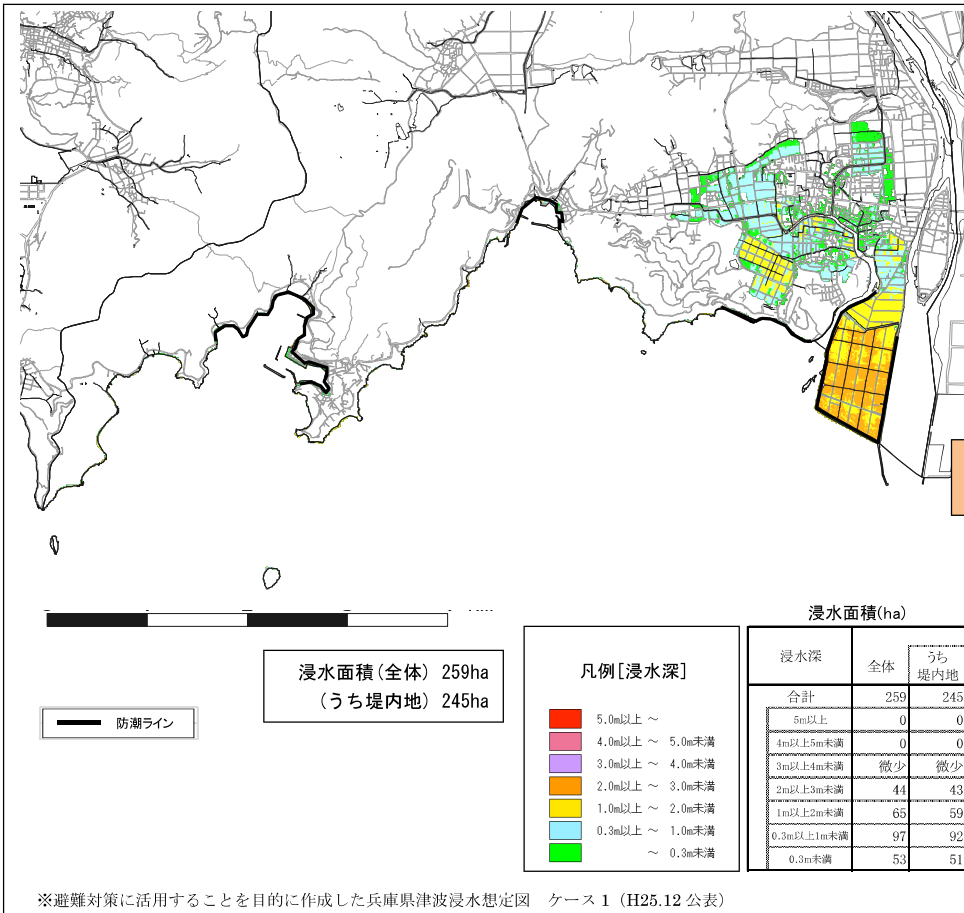 浸水面積(全体) 259ha
(うち堤内地) 245ha
防潮ライン
凡例[浸水深]
5.0m以上 ～
4.0m以上 ～ 5.0m未満
3.0m以上 ～ 4.0m未満
2.0m以上 ～ 3.0m未満
1.0m以上 ～ 2.0m未満
0.3m以上 ～ 1.0m未満
～ 0.3m未満
浸水面積(ha)
浸水深 全体 うち堤内地
合計 259 245
5m以上 0 0
4m以上5m未満 0 0
3m以上4m未満 微少 微少
2m以上3m未満 44 43
1m以上2m未満 65 59
0.3m以上1m未満 97 92
0.3m未満 53 51
※避難対策に活用することを目的に作成した兵庫県津波浸水想定図 ケース1（H25.12 公表）